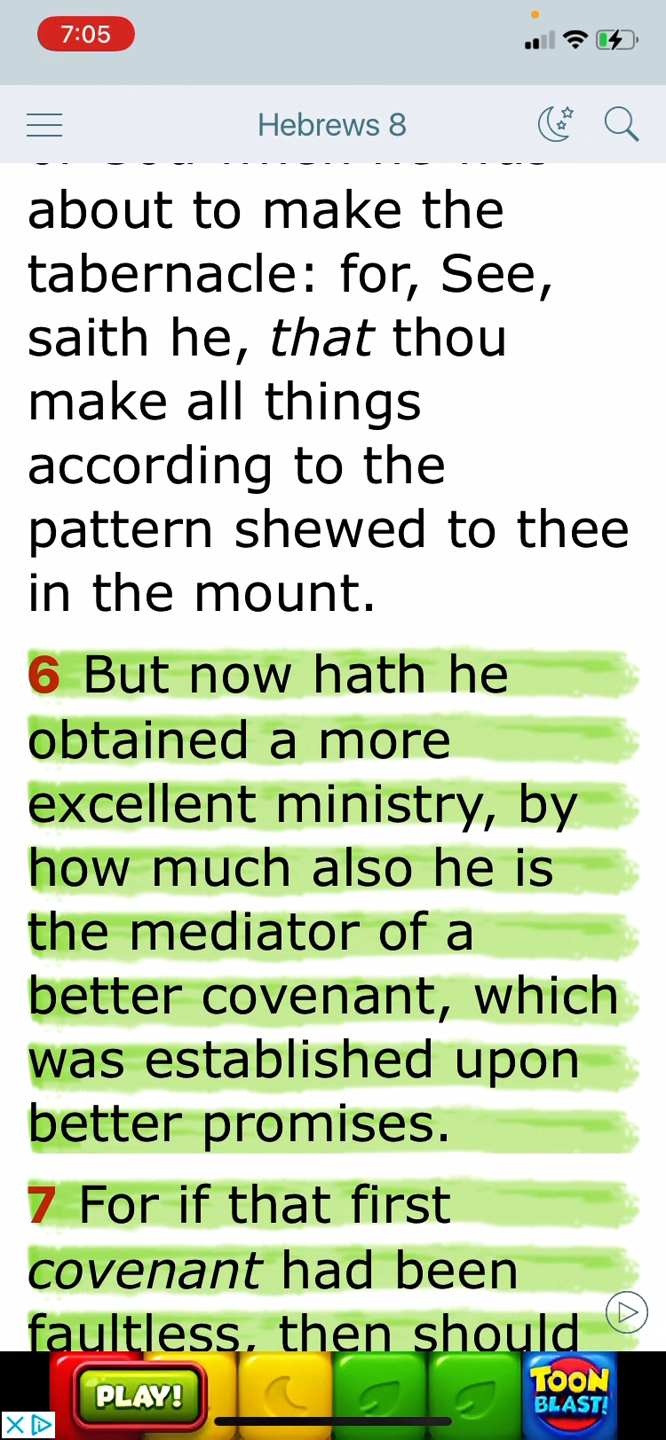 7:05
Hebrews 8
about to make the
tabernacle: for, See,
saith he, that thou
make all things
according to the
pattern shewed to thee
in the mount.
6 But now hath he
obtained a more
excellent ministry, by
how much also he is
the mediator of a
better covenant, which
was established upon
better promises.
7 For if that first
covenant had been
faultless, then should
PLAY!
TOON
BLAST!